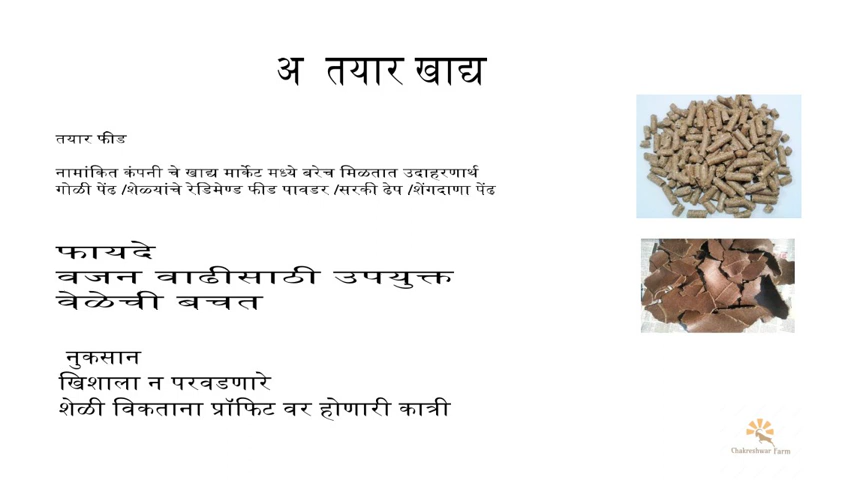 अ तयार खाद्य
तयार फीड
नामांकित कंपनी चे खाद्य मार्केट मध्ये बरेच मिळतात उदाहरणार्थ
गोळी पेंढ /शेळ्यांचे रेडिमेण्ड फीड पावडर /सरकी ढेप /शेंगदाणा पेंढ
फायदे
वजन वाढीसाठी उपयुक्त
वेळेची बचत
नुकसान
खिशाला न परवडणारे
शेळी विकताना प्रॉफिट वर होणारी कात्री
Chakreshwar Farm